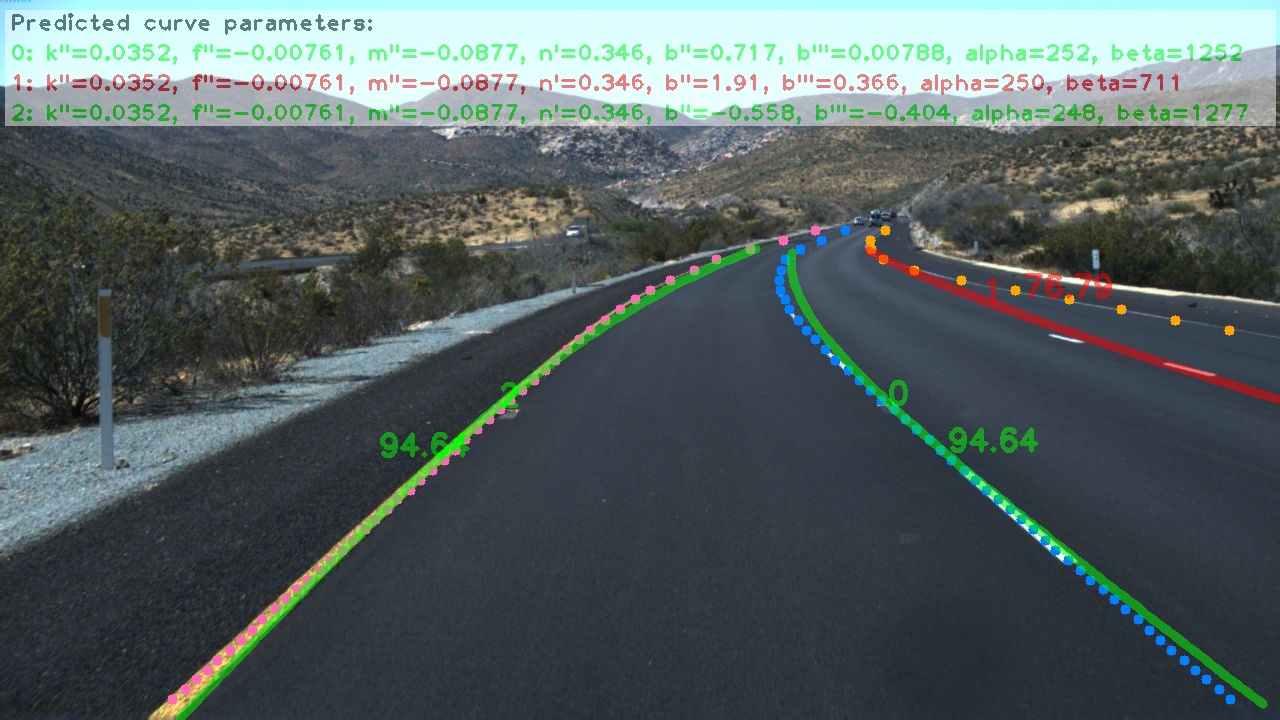 Predicted curve parameters:
0: k''=0.0352, f''=-0.00761, m''=-0.0877, n'=0.346, b''=0.717, b'''=0.00788, alpha=252, beta=1252
1: k''=0.0352, f''=-0.00761, m''=-0.0877, n'=0.346, b''=1.91, b'''=0.366, alpha=250, beta=711
2: k''=0.0352, f''=-0.00761, m''=-0.0877, n'=0.346, b''=-0.558, b'''=-0.404, alpha=248, beta=1277
1 76.79
2 0
94.64 94.64